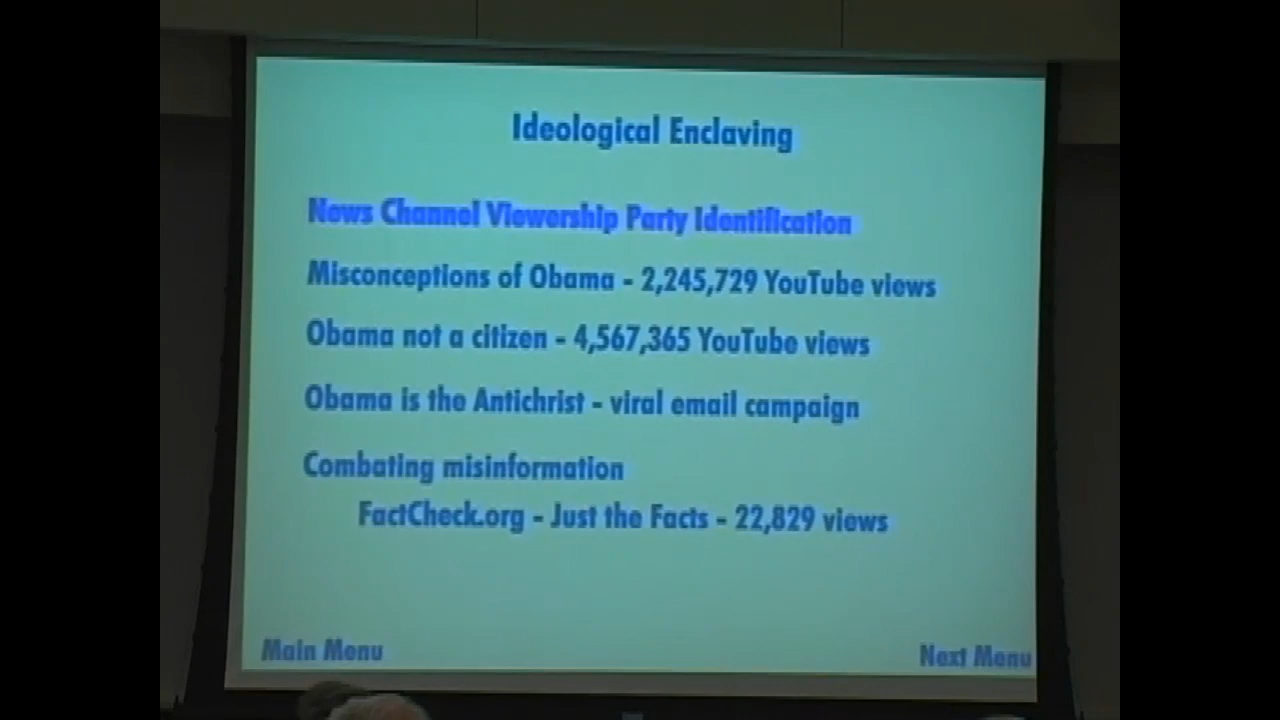 Ideological Enclaving
News Channel Viewership Party Identification
Misconceptions of Obama - 2,245,729 YouTube views
Obama not a citizen - 4,567,365 YouTube views
Obama is the Antichrist - viral email campaign
Combating misinformation
FactCheck.org - Just the Facts - 22,829 views
Main Menu
Next Menu